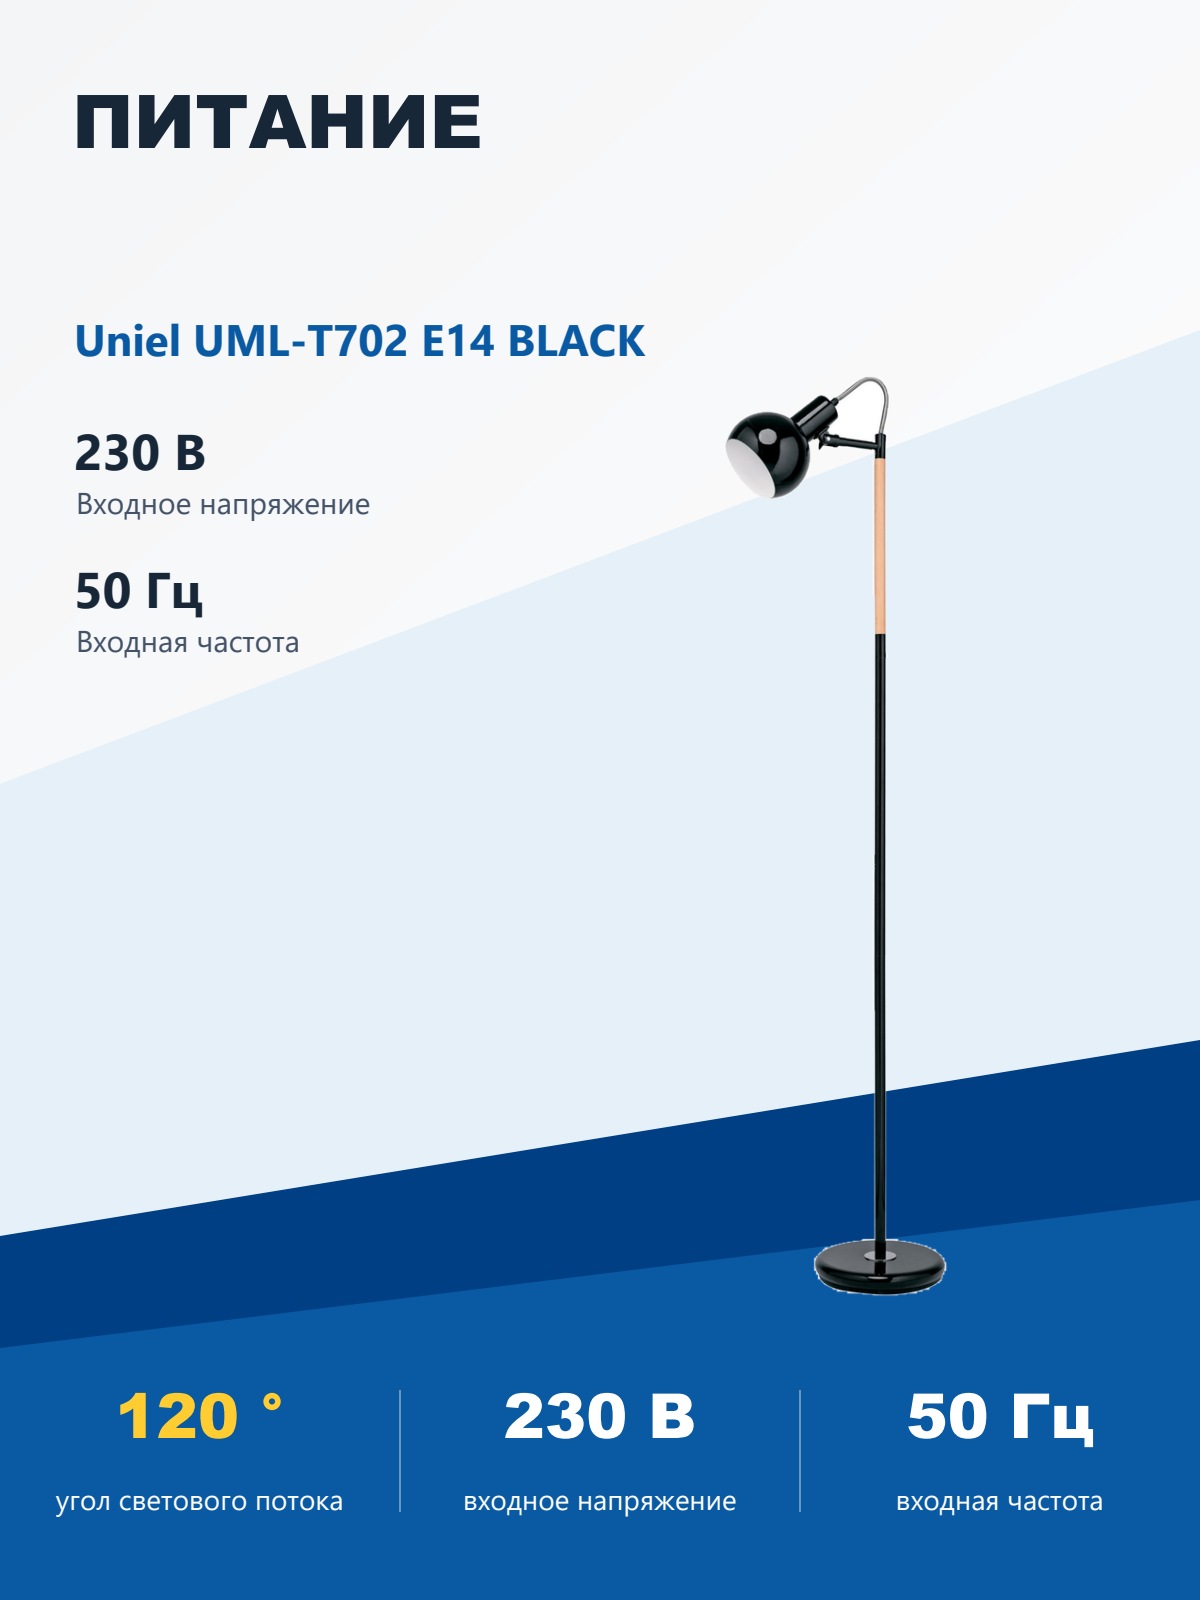 ПИТАНИЕ
Uniel UML-T702 E14 BLACK
230 В
Входное напряжение
50 Гц
Входная частота
120 °
угол светового потока
230 В
входное напряжение
50 Гц
входная частота